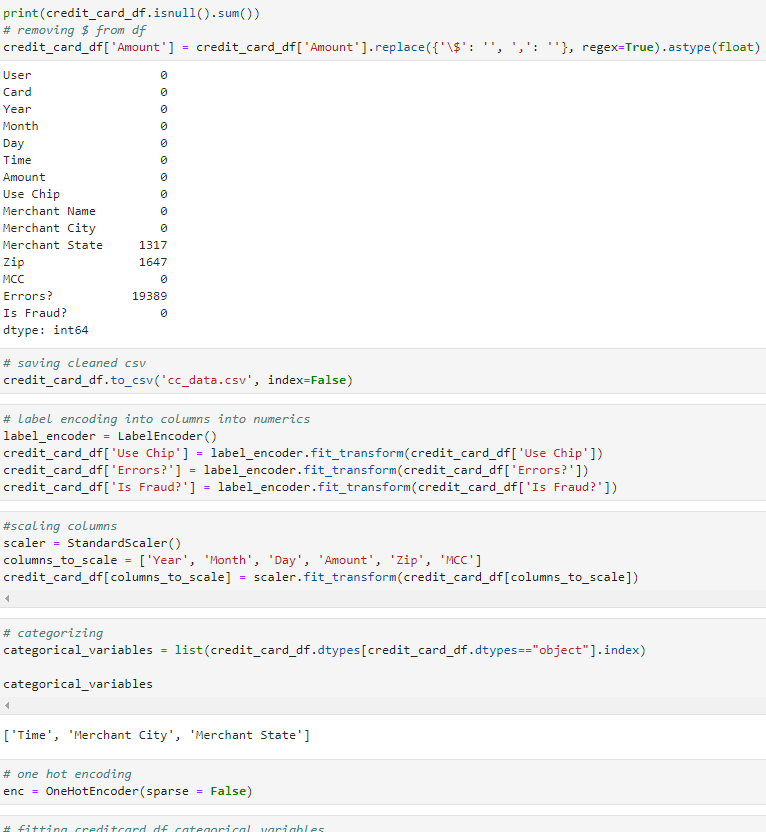 print(credit_card_df.isnull().sum())
# removing $ from df
credit_card_df['Amount'] = credit_card_df['Amount'].replace({'\$': '', ',': ''}, regex=True).astype(float)
User 0
Card 0
Year 0
Month 0
Day 0
Time 0
Amount 0
Use Chip 0
Merchant Name 0
Merchant City 0
Merchant State 1317
Zip 1647
MCC 0
Errors? 19389
Is Fraud? 0
dtype: int64
# saving cleaned csv
credit_card_df.to_csv('cc_data.csv', index=False)
# label encoding into columns into numerics
label_encoder = LabelEncoder()
credit_card_df['Use Chip'] = label_encoder.fit_transform(credit_card_df['Use Chip'])
credit_card_df['Errors?'] = label_encoder.fit_transform(credit_card_df['Errors?'])
credit_card_df['Is Fraud?'] = label_encoder.fit_transform(credit_card_df['Is Fraud?'])
#scaling columns
scaler = StandardScaler()
columns_to_scale = ['Year', 'Month', 'Day', 'Amount', 'Zip', 'MCC']
credit_card_df[columns_to_scale] = scaler.fit_transform(credit_card_df[columns_to_scale])
# categorizing
categorical_variables = list(credit_card_df.dtypes[credit_card_df.dtypes=="object"].index)
categorical_variables
['Time', 'Merchant City', 'Merchant State']
# one hot encoding
enc = OneHotEncoder(sparse = False)
# fitting creditcard_df categorical variables